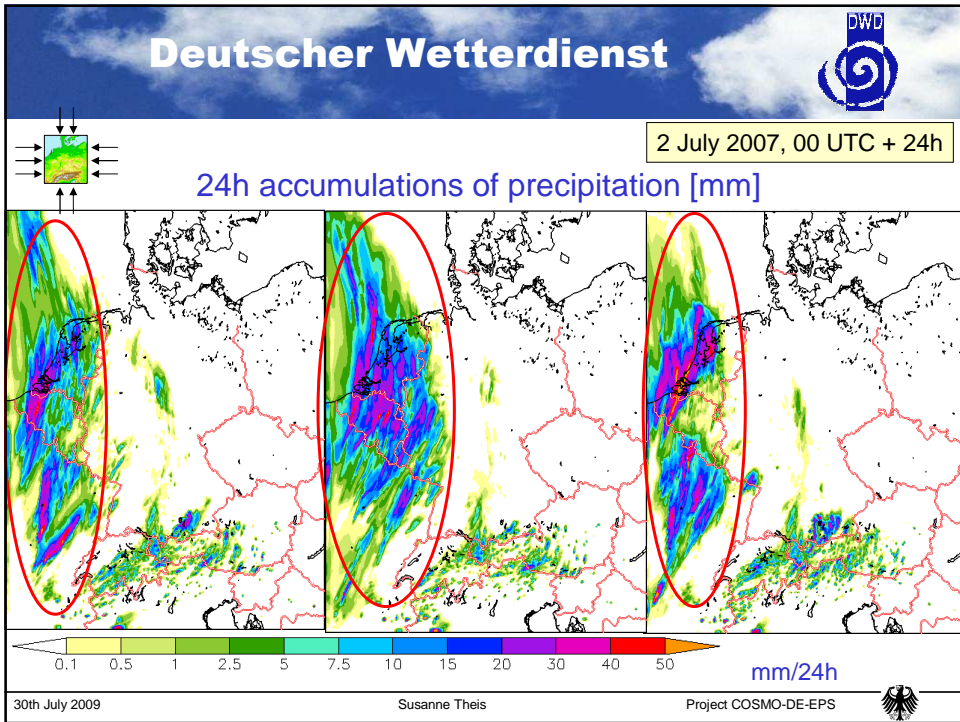 Deutscher Wetterdienst
DWD
2 July 2007, 00 UTC + 24h
24h accumulations of precipitation [mm]
0.1 0.5 1 2.5 5 7.5 10 15 20 30 40 50
mm/24h
30th July 2009 Susanne Theis Project COSMO-DE-EPS